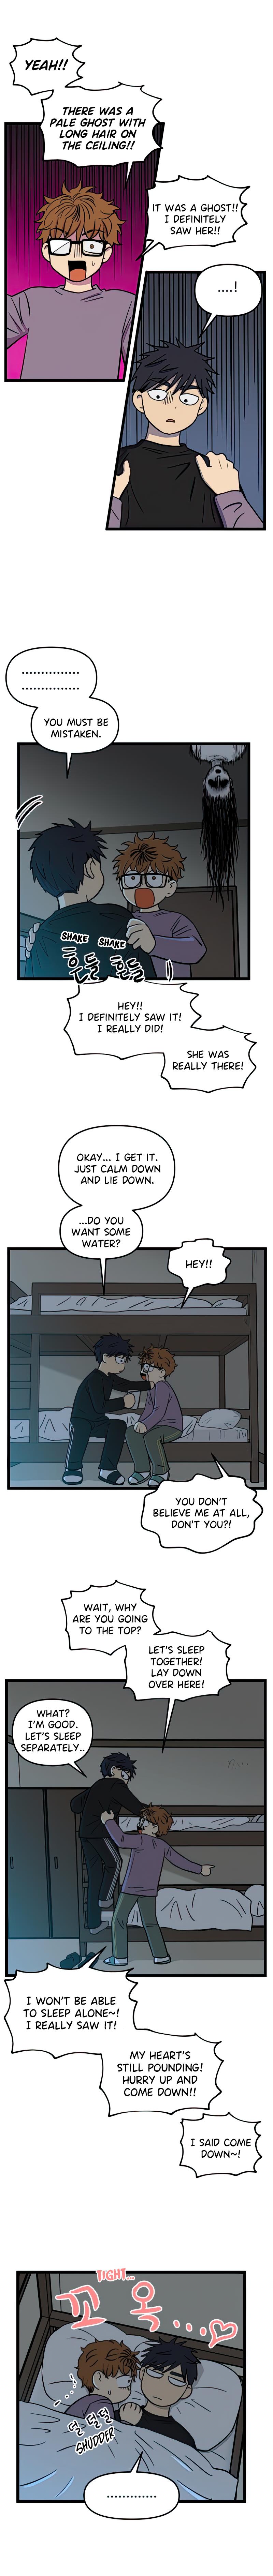 YEAH!!
THERE WAS A
PALE GHOST WITH
LONG HAIR ON
THE CEILING!!
IT WAS A GHOST!!
I DEFINITELY
SAW HER!!
....!
...............
...............
YOU MUST BE
MISTAKEN.
SHAKE SHAKE
흔들 흔들
HEY!!
I DEFINITELY SAW IT!
I REALLY DID!
SHE WAS
REALLY THERE!
OKAY... I GET IT.
JUST CALM DOWN
AND LIE DOWN.
...DO YOU
WANT SOME
WATER?
HEY!!
YOU DON'T
BELIEVE ME AT ALL,
DON'T YOU?!
WAIT, WHY
ARE YOU GOING
TO THE TOP?
LET'S SLEEP
TOGETHER!
LAY DOWN
OVER HERE!
WHAT?
I'M GOOD.
LET'S SLEEP
SEPARATELY..
I WON'T BE ABLE
TO SLEEP ALONE~!
I REALLY SAW IT!
MY HEART'S
STILL POUNDING!
HURRY UP AND
COME DOWN!!
I SAID COME
DOWN~!
TIGHT...
꼬옥...♡
덜덜덜
SHUDDER
.............